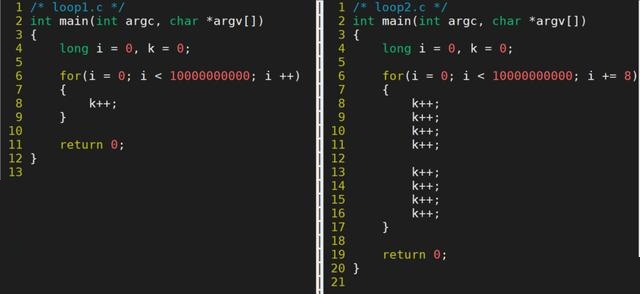 1 /* loop1.c */
2 int main(int argc, char *argv[])
3 {
4     long i = 0, k = 0;
5
6     for(i = 0; i < 10000000000; i ++)
7     {
8         k++;
9     }
10
11     return 0;
12 }
13
1 /* loop2.c */
2 int main(int argc, char *argv[])
3 {
4     long i = 0, k = 0;
5
6     for(i = 0; i < 10000000000; i += 8)
7     {
8         k++;
9         k++;
10         k++;
11         k++;
12
13         k++;
14         k++;
15         k++;
16         k++;
17     }
18
19     return 0;
20 }
21